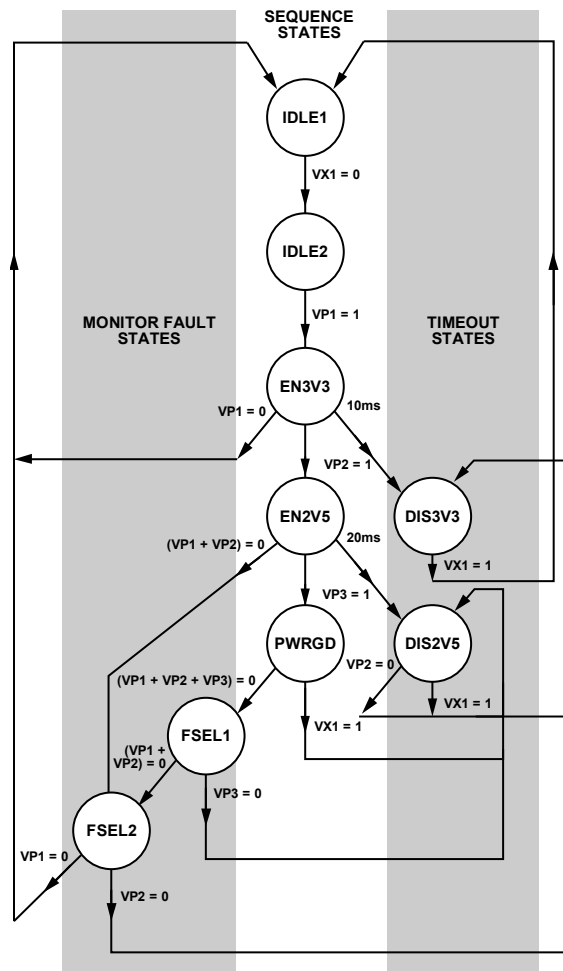 SEQUENCE
STATES
IDLE1
VX1 = 0
IDLE2
VP1 = 1
MONITOR FAULT
STATES
TIMEOUT
STATES
EN3V3
VP1 = 0
10ms
VP2 = 1
EN2V5
DIS3V3
(VP1 + VP2) = 0
20ms
VX1 = 1
VP3 = 1
PWRGD
DIS2V5
VP2 = 0
(VP1 + VP2 + VP3) = 0
VX1 = 1
VX1 = 1
FSEL1
(VP1 +
VP2) = 0
VP3 = 0
FSEL2
VP1 = 0
VP2 = 0